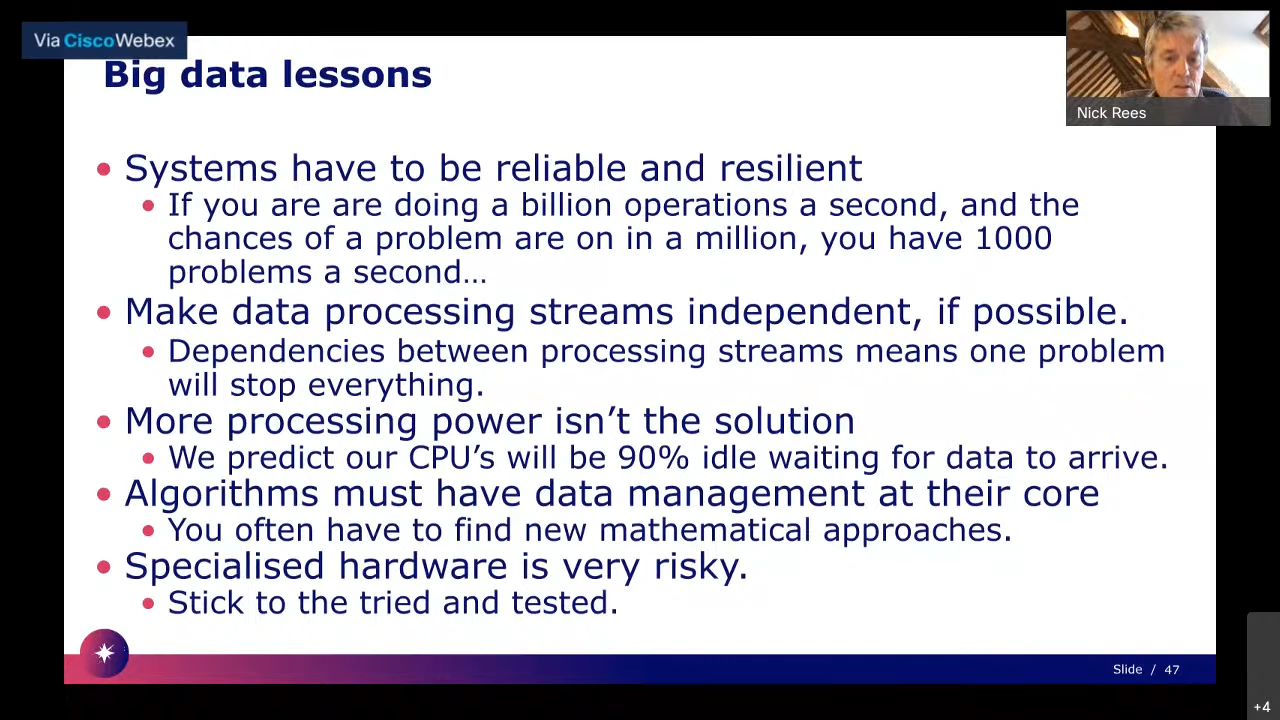 Via CiscoWebex
Big data lessons
Nick Rees
• Systems have to be reliable and resilient
• If you are are doing a billion operations a second, and the
chances of a problem are on in a million, you have 1000
problems a second…
• Make data processing streams independent, if possible.
• Dependencies between processing streams means one problem
will stop everything.
• More processing power isn’t the solution
• We predict our CPU’s will be 90% idle waiting for data to arrive.
• Algorithms must have data management at their core
• You often have to find new mathematical approaches.
• Specialised hardware is very risky.
• Stick to the tried and tested.
Slide / 47
+4